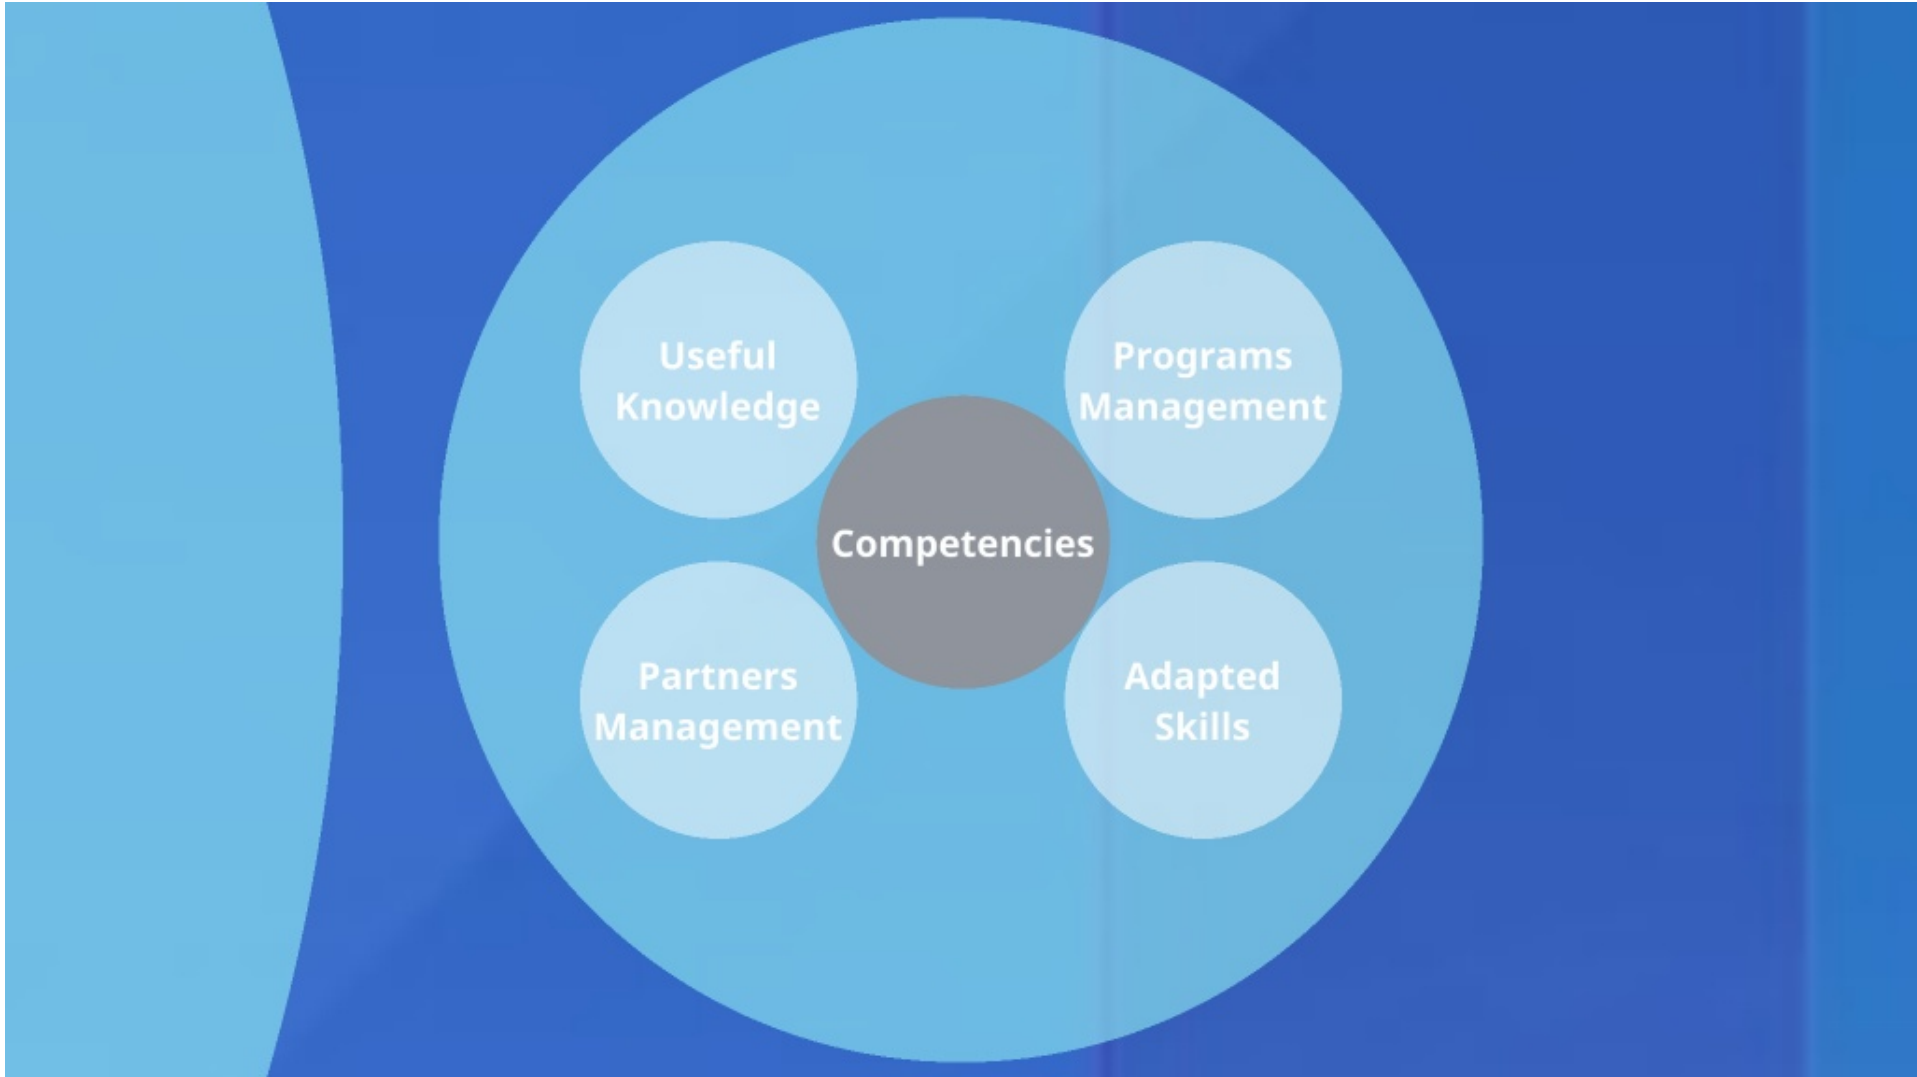 Useful
Knowledge
Programs
Management
Competencies
Partners
Management
Adapted
Skills